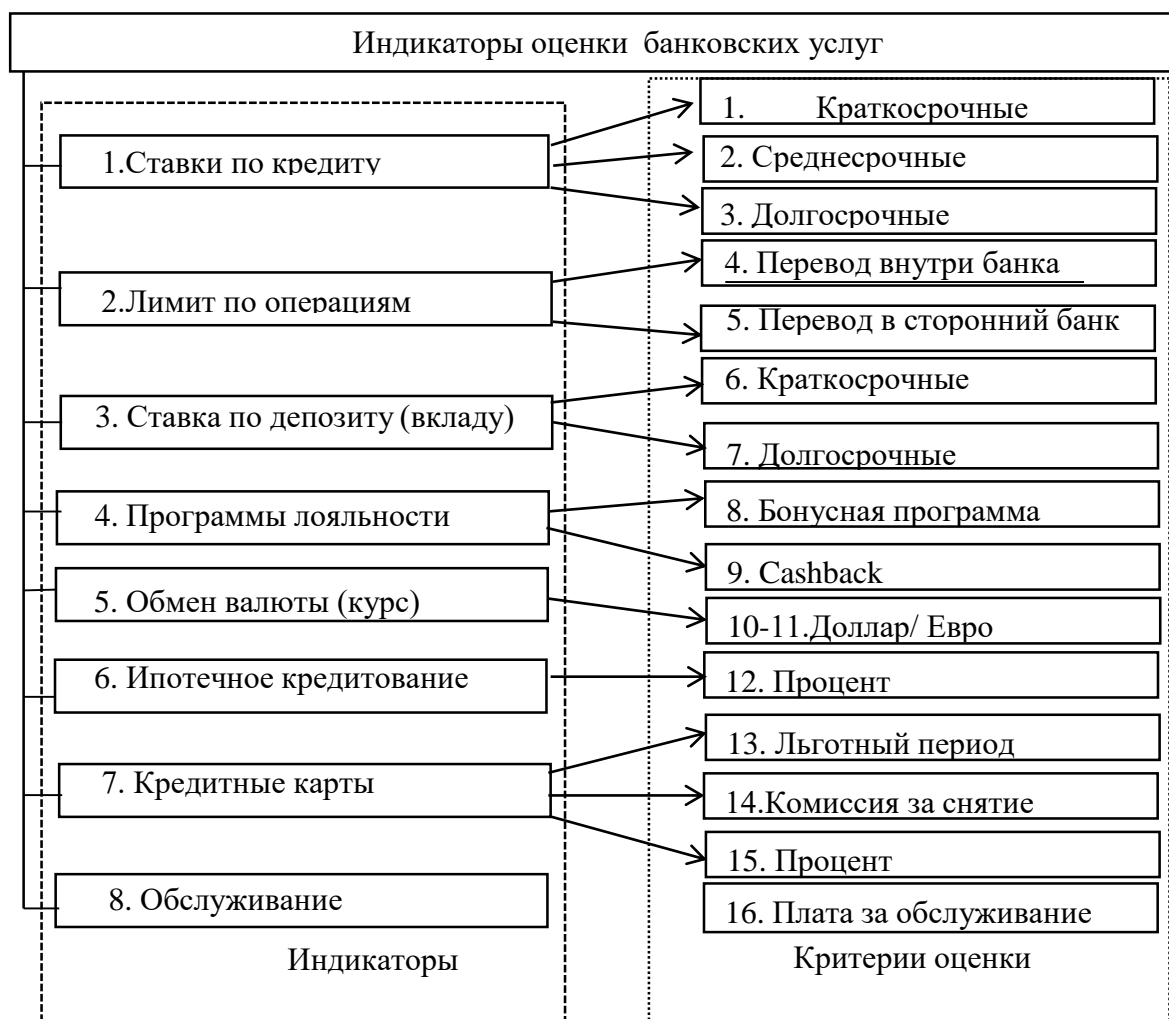 Индикаторы оценки банковских услуг
1.Ставки по кредиту
2.Лимит по операциям
3. Ставка по депозиту (вкладу)
4. Программы лояльности
5. Обмен валюты (курс)
6. Ипотечное кредитование
7. Кредитные карты
8. Обслуживание
Индикаторы
1. Краткосрочные
2. Среднесрочные
3. Долгосрочные
4. Перевод внутри банка
5. Перевод в сторонний банк
6. Краткосрочные
7. Долгосрочные
8. Бонусная программа
9. Cashback
10-11.Доллар/ Евро
12. Процент
13. Льготный период
14.Комиссия за снятие
15. Процент
16. Плата за обслуживание
Критерии оценки